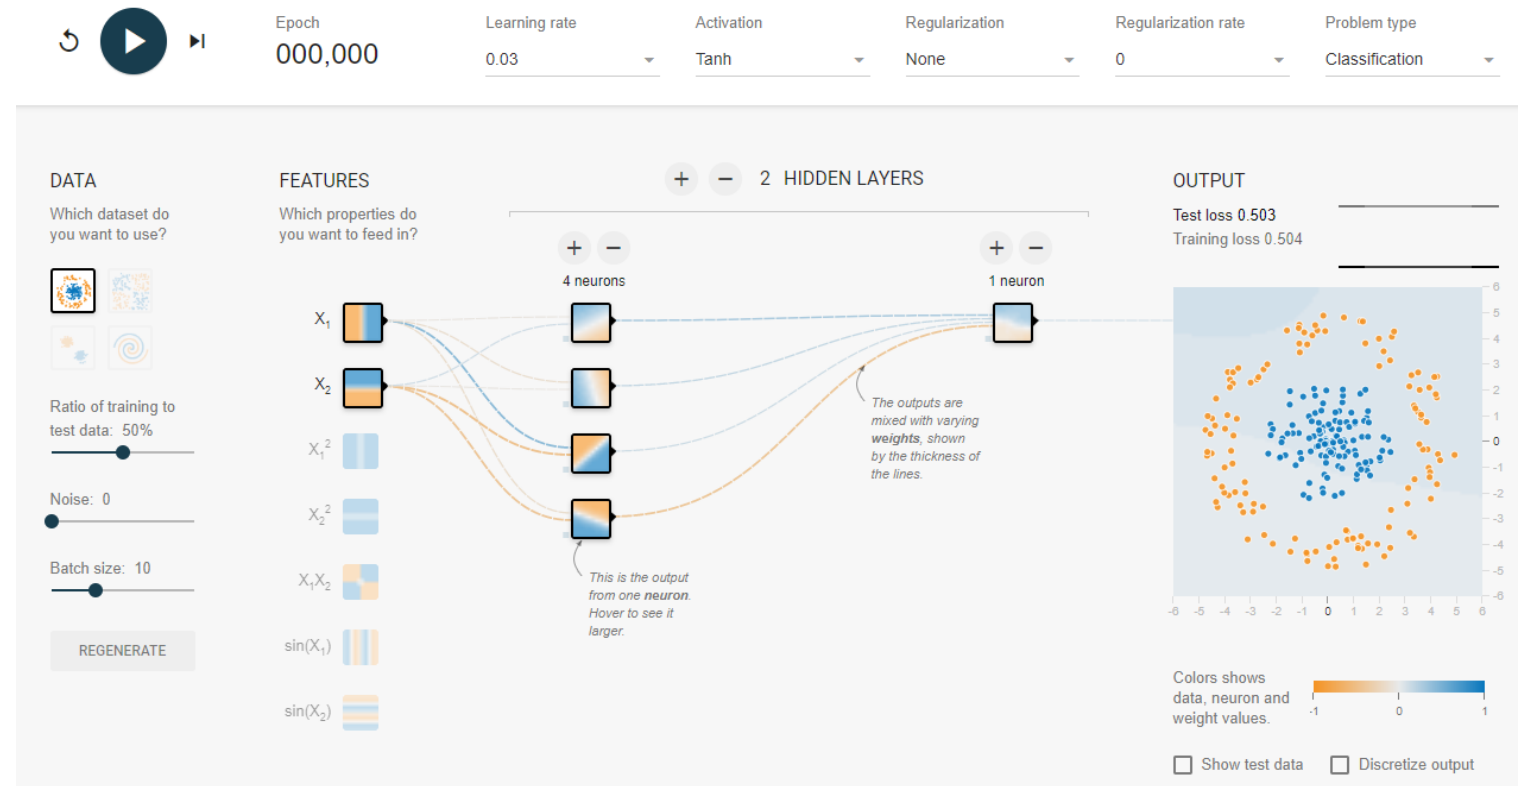 Epoch
000,000
Learning rate
0.03
Activation
Tanh
Regularization
None
Regularization rate
0
Problem type
Classification
DATA
Which dataset do
you want to use?
Ratio of training to
test data: 50%
Noise: 0
Batch size: 10
REGENERATE
FEATURES
Which properties do
you want to feed in?
X1
X2
X1²
X2²
X1X2
sin(X1)
sin(X2)
+ − 2 HIDDEN LAYERS
+ −
4 neurons
+ −
1 neuron
The outputs are
mixed with varying
weights, shown
by the thickness of
the lines.
This is the output
from one neuron.
Hover to see it
larger.
OUTPUT
Test loss 0.503
Training loss 0.504
6
5
4
3
2
1
0
-1
-2
-3
-4
-5
-6
-6 -5 -4 -3 -2 -1 0 1 2 3 4 5 6
Colors shows
data, neuron and
weight values.
-1 0 1
Show test data
Discretize output